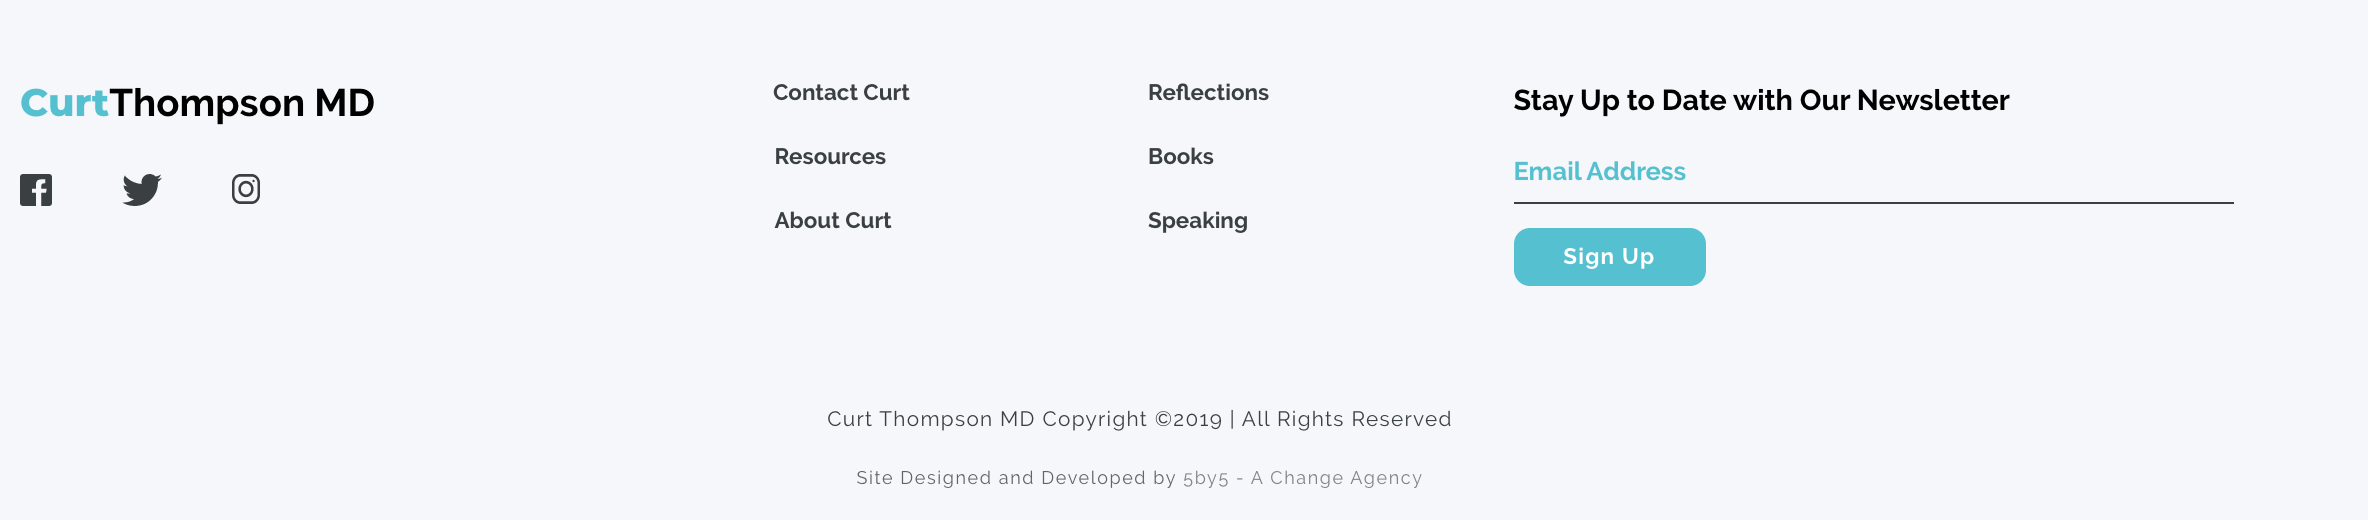 CurtThompson MD
Contact Curt
Resources
About Curt
Reflections
Books
Speaking
Stay Up to Date with Our Newsletter
Email Address
Sign Up
Curt Thompson MD Copyright ©2019 | All Rights Reserved
Site Designed and Developed by 5by5 - A Change Agency